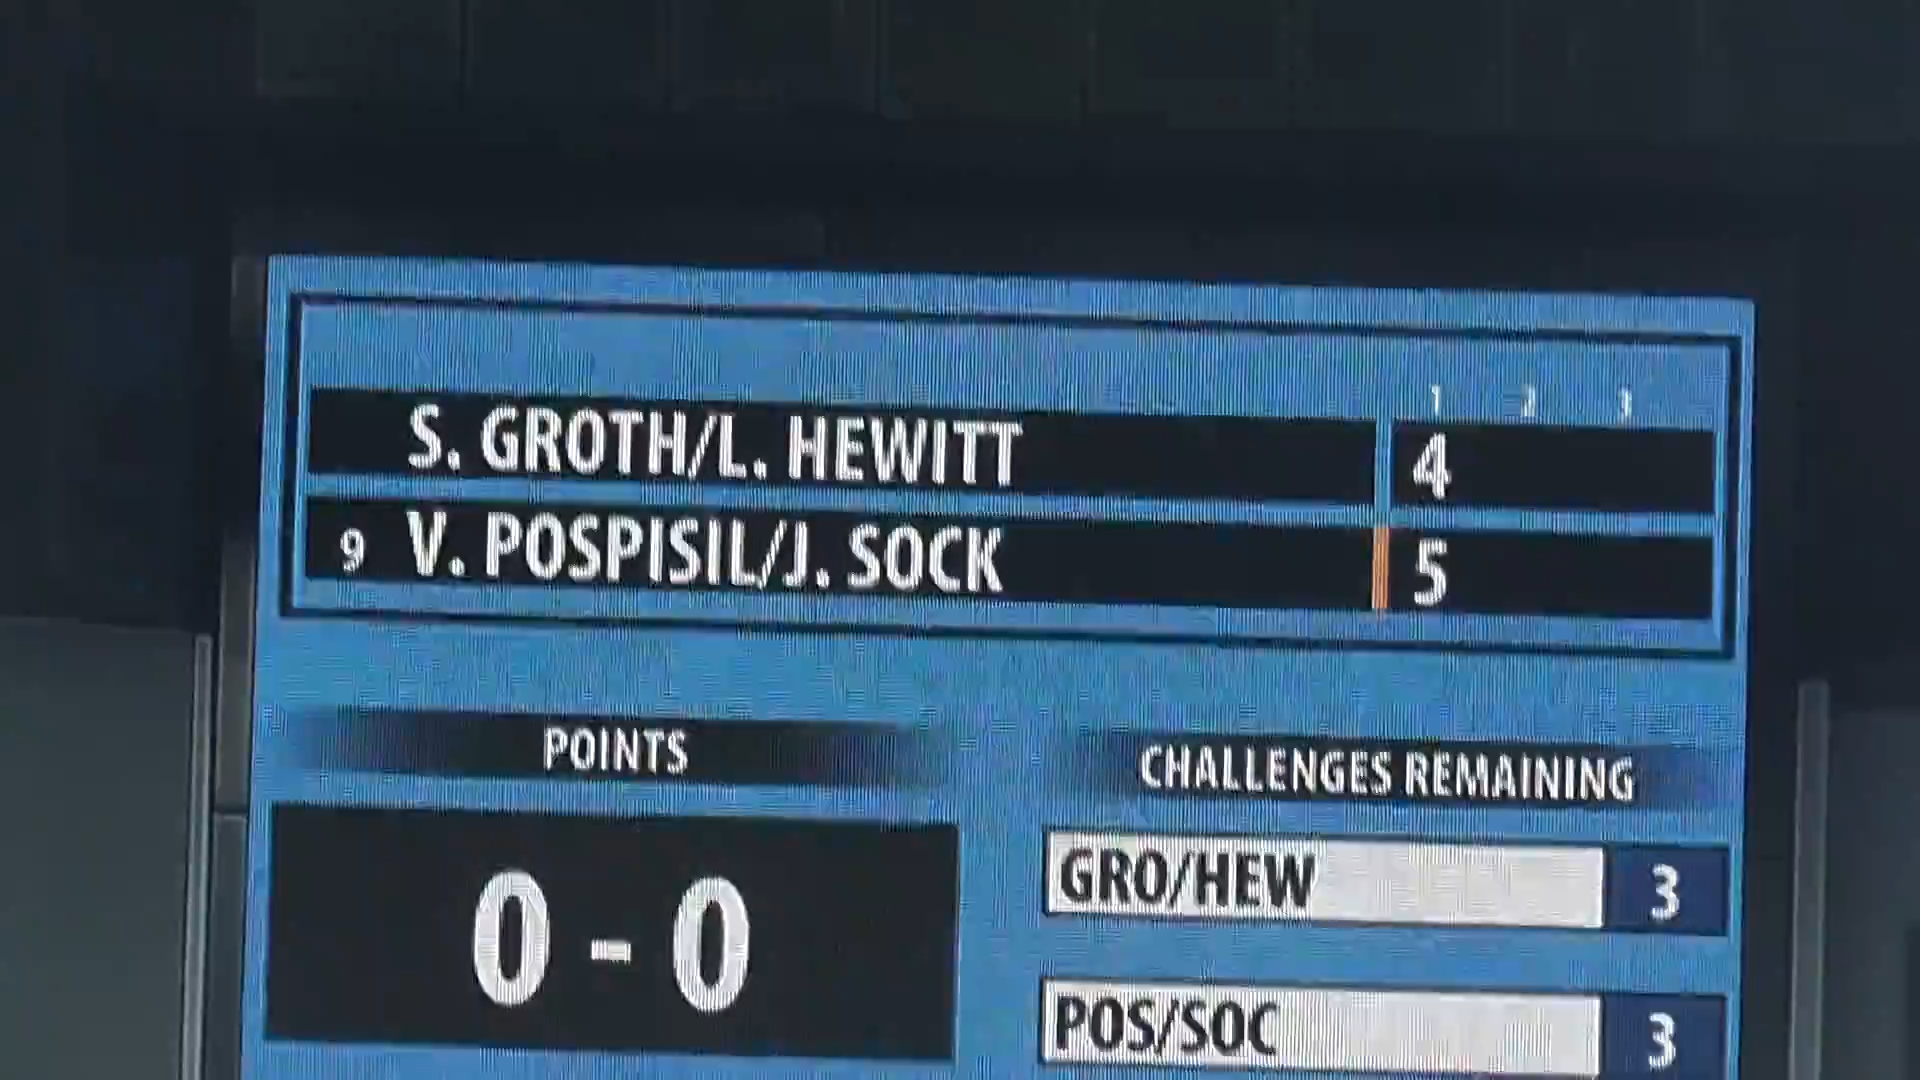 1 2 3
S. GROTH/L. HEWITT 4
9 V. POSPISIL/J. SOCK 5
POINTS
CHALLENGES REMAINING
0 - 0
GRO/HEW 3
POS/SOC 3